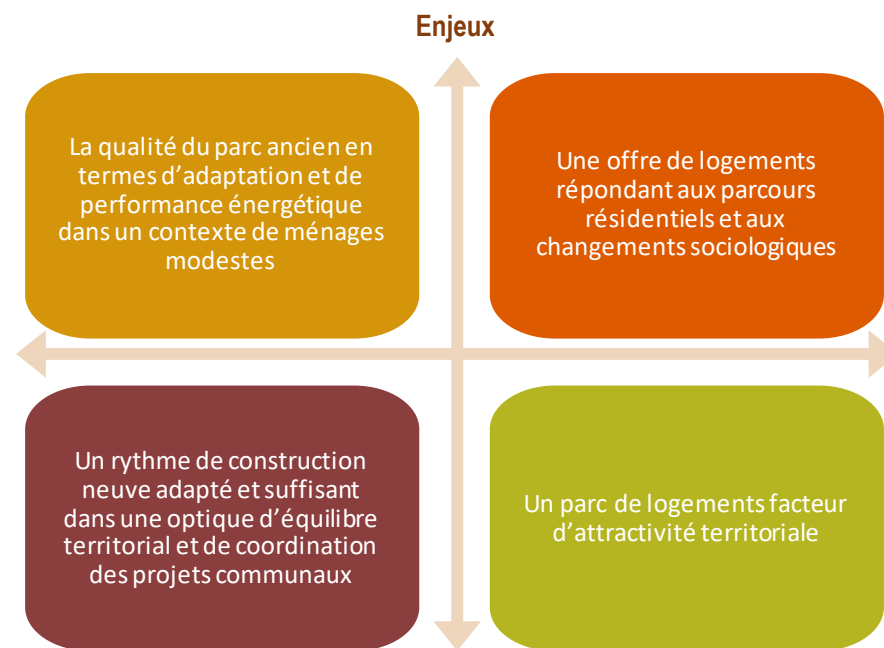 Enjeux
La qualité du parc ancien en
termes d'adaptation et de
performance énergétique
dans un contexte de ménages
modestes
Une offre de logements
répondant aux parcours
résidentiels et aux
changements sociologiques
Un rythme de construction
neuve adapté et suffisant
dans une optique d'équilibre
territorial et de coordination
des projets communaux
Un parc de logements facteur
d'attractivité territoriale